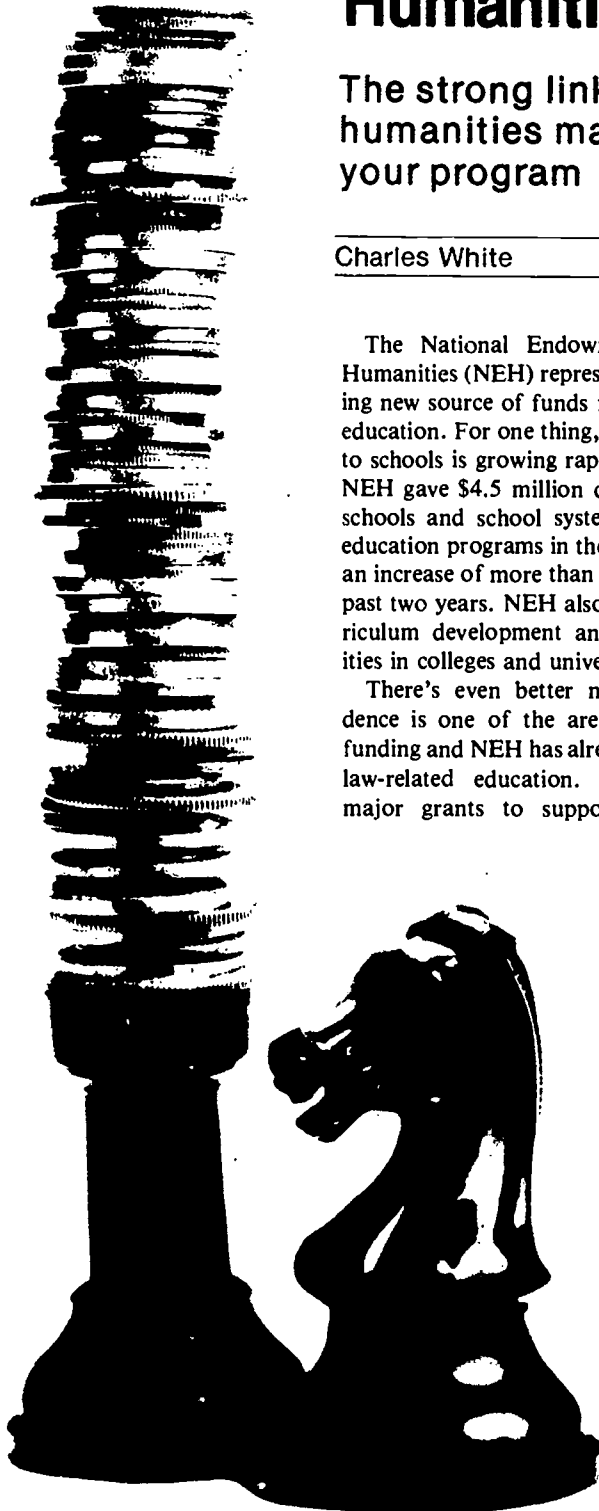 Humaniti
The strong link
humanities ma
your program
Charles White
The National Endow
Humanities (NEH) repres
ing new source of funds
education. For one thing,
to schools is growing rap
NEH gave $4.5 million
schools and school syste
education programs in the
an increase of more than
past two years. NEH also
riculum development an
ities in colleges and unive
There's even better n
dence is one of the are
funding and NEH has alre
law-related education.
major grants to suppo